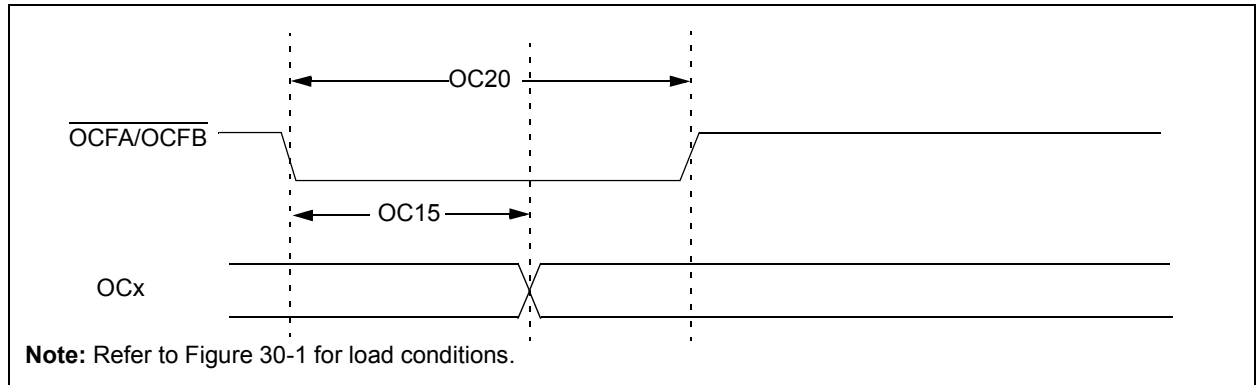 OC20
OCFA/OCFB
OC15
OCx
Note: Refer to Figure 30-1 for load conditions.